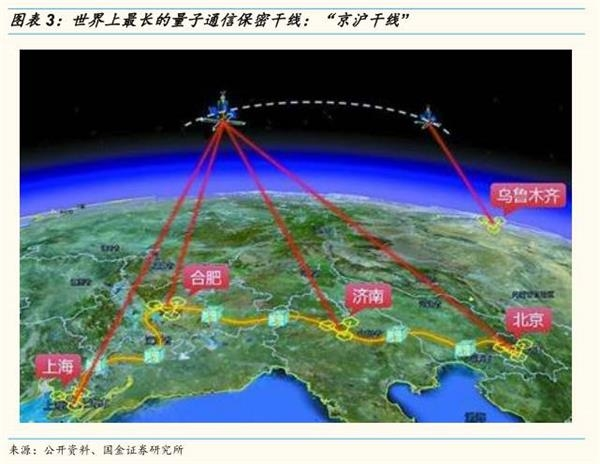 图表 3：世界上最长的量子通信保密干线：“京沪干线”
乌鲁木齐
合肥
济南
北京
上海
来源：公开资料、国金证券研究所